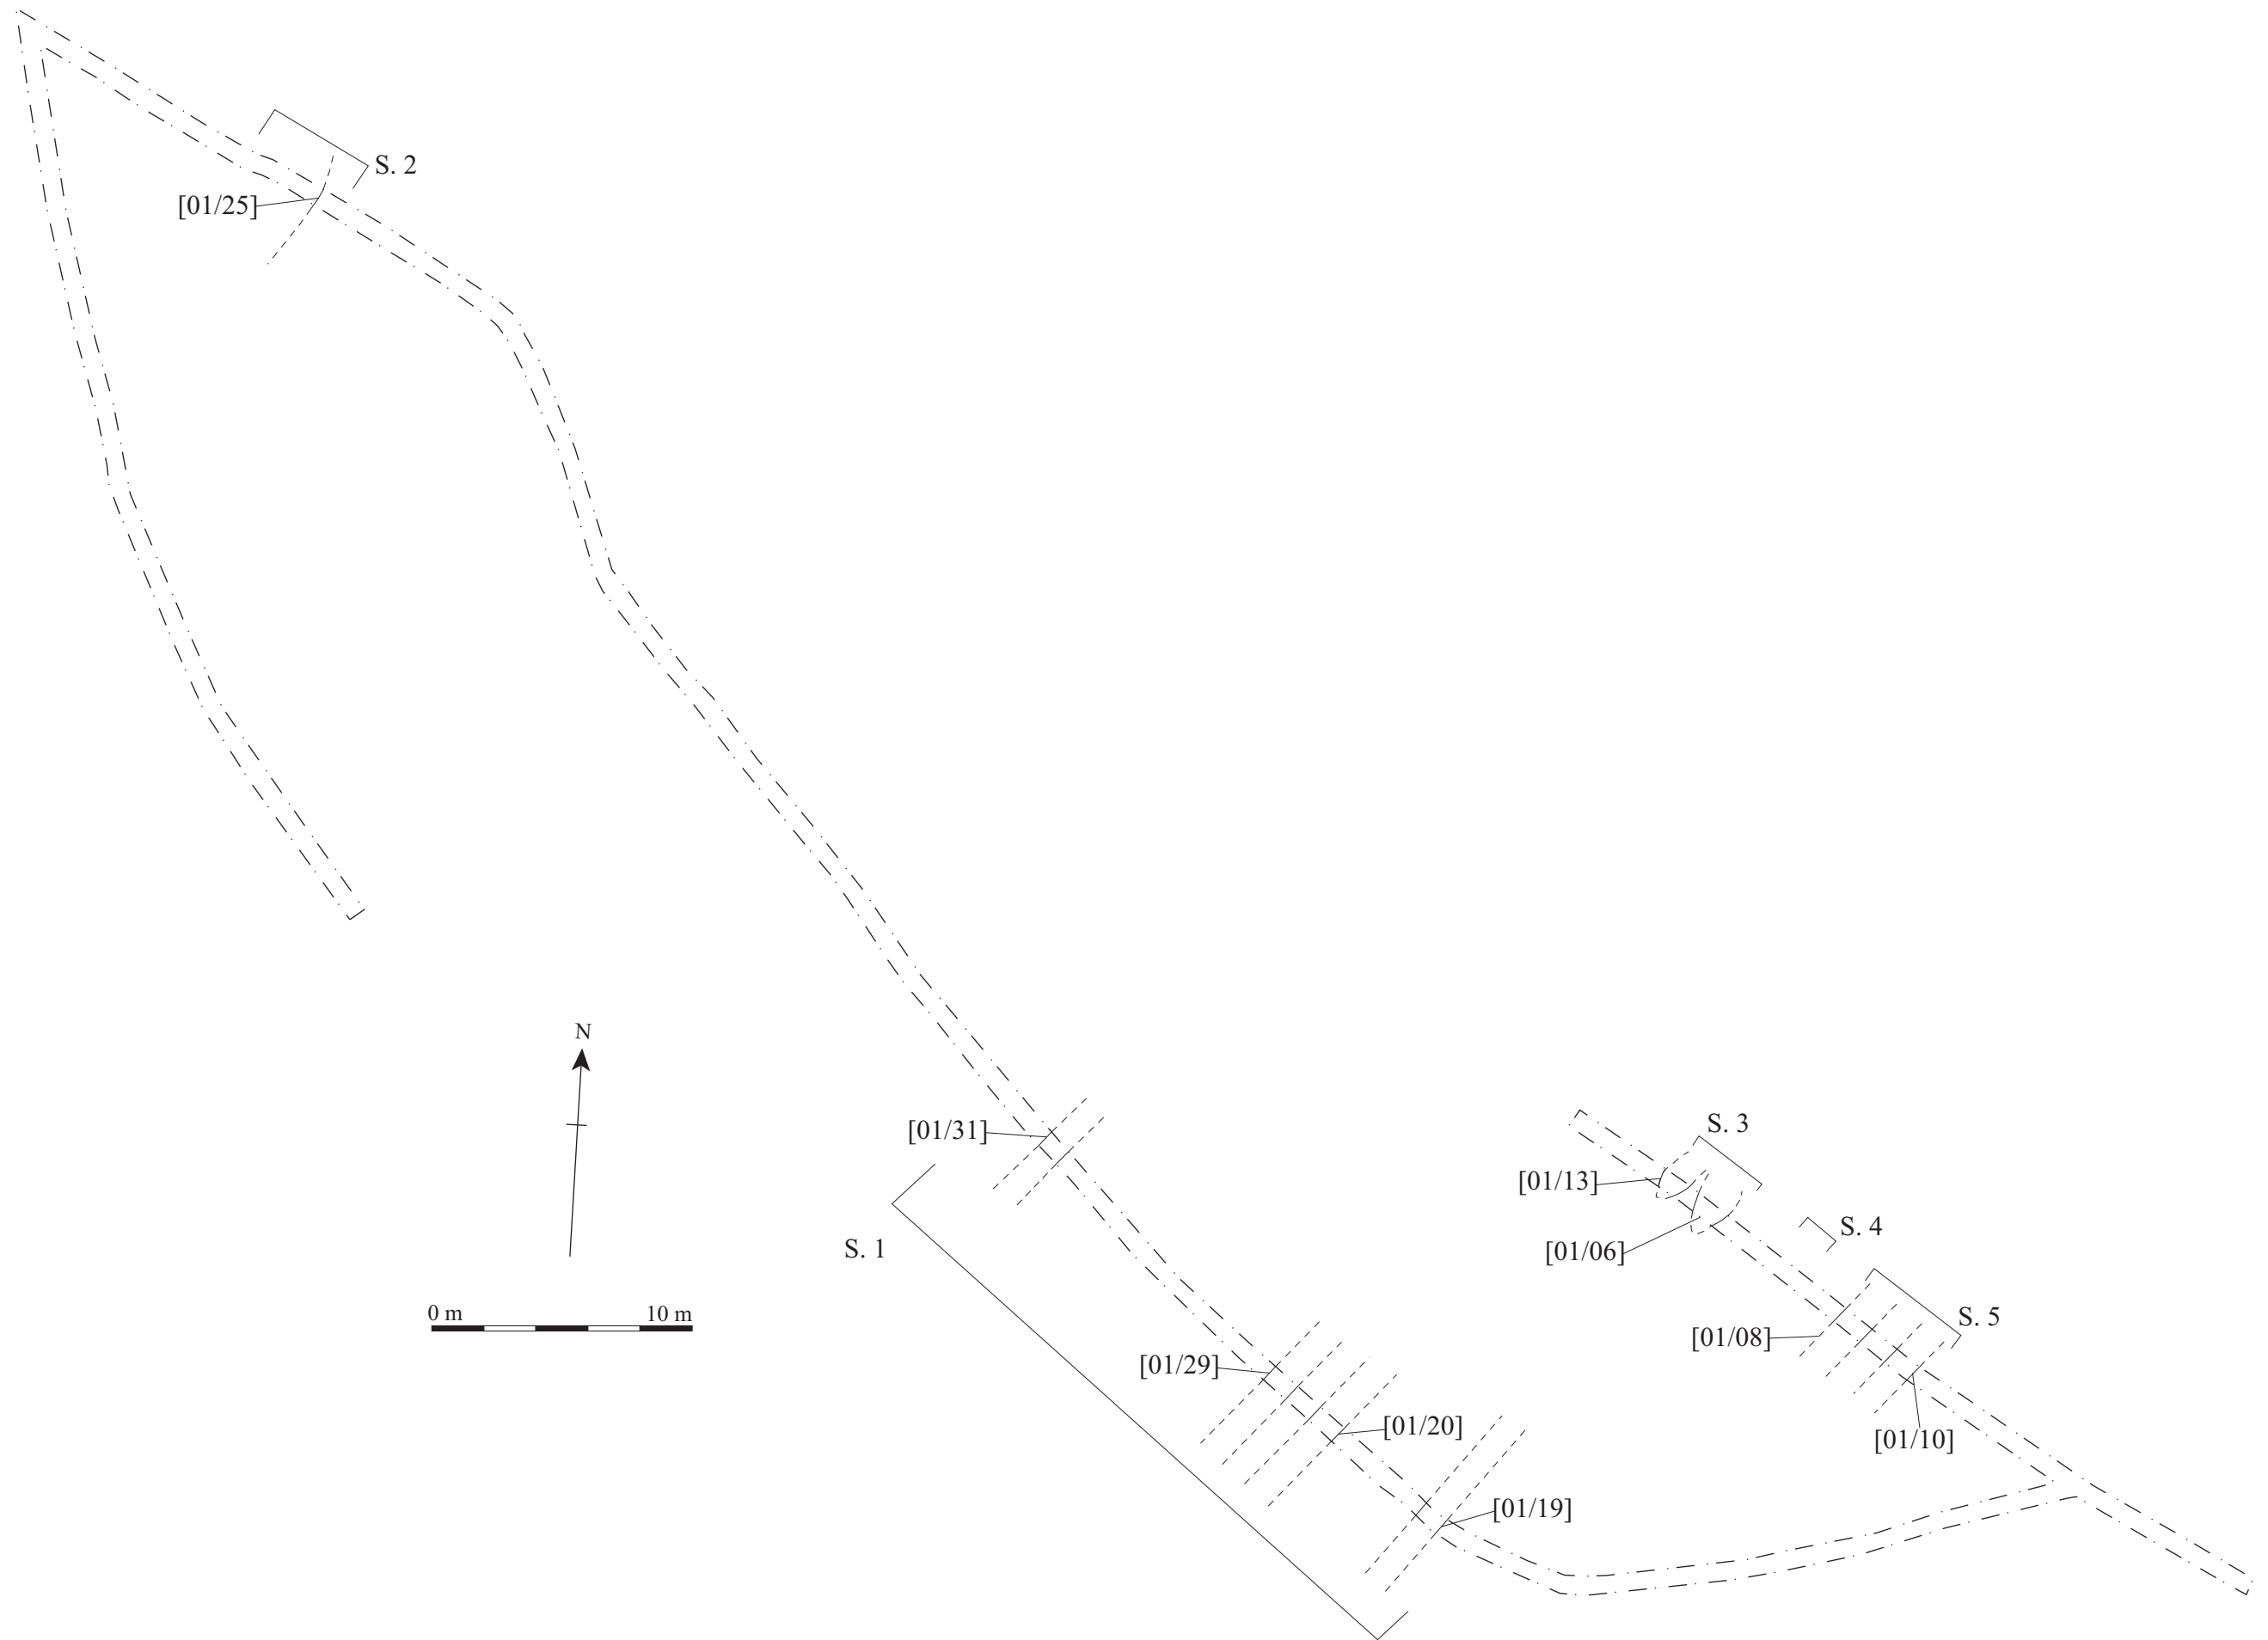 S. 2
[01/25]
N
[01/31]
S. 3
[01/13]
S. 4
[01/06]
S. 1
0 m
10 m
S. 5
[01/08]
[01/29]
[01/20]
[01/10]
[01/19]